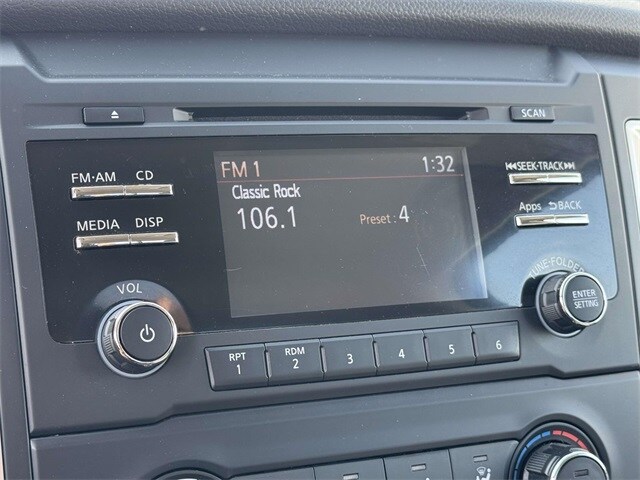 SCAN
FM·AM CD
MEDIA DISP
FM 1
1:32
Classic Rock
106.1
Preset : 4
SEEK·TRACK
Apps BACK
TUNE·FOLDER
ENTER
SETTING
VOL
RPT
1
RDM
2
3
4
5
6